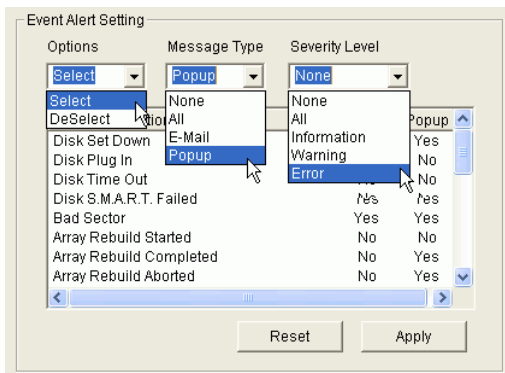 Event Alert Setting
Options Message Type Severity Level
Select Popup None
Select None None
DeSelect All All Popup
Disk Set Down E-Mail Information Yes
Disk Plug In Popup Warning No
Disk Time Out Error No
Disk S.M.A.R.T. Failed Yes Yes
Bad Sector Yes Yes
Array Rebuild Started No No
Array Rebuild Completed No Yes
Array Rebuild Aborted No Yes
Reset Apply